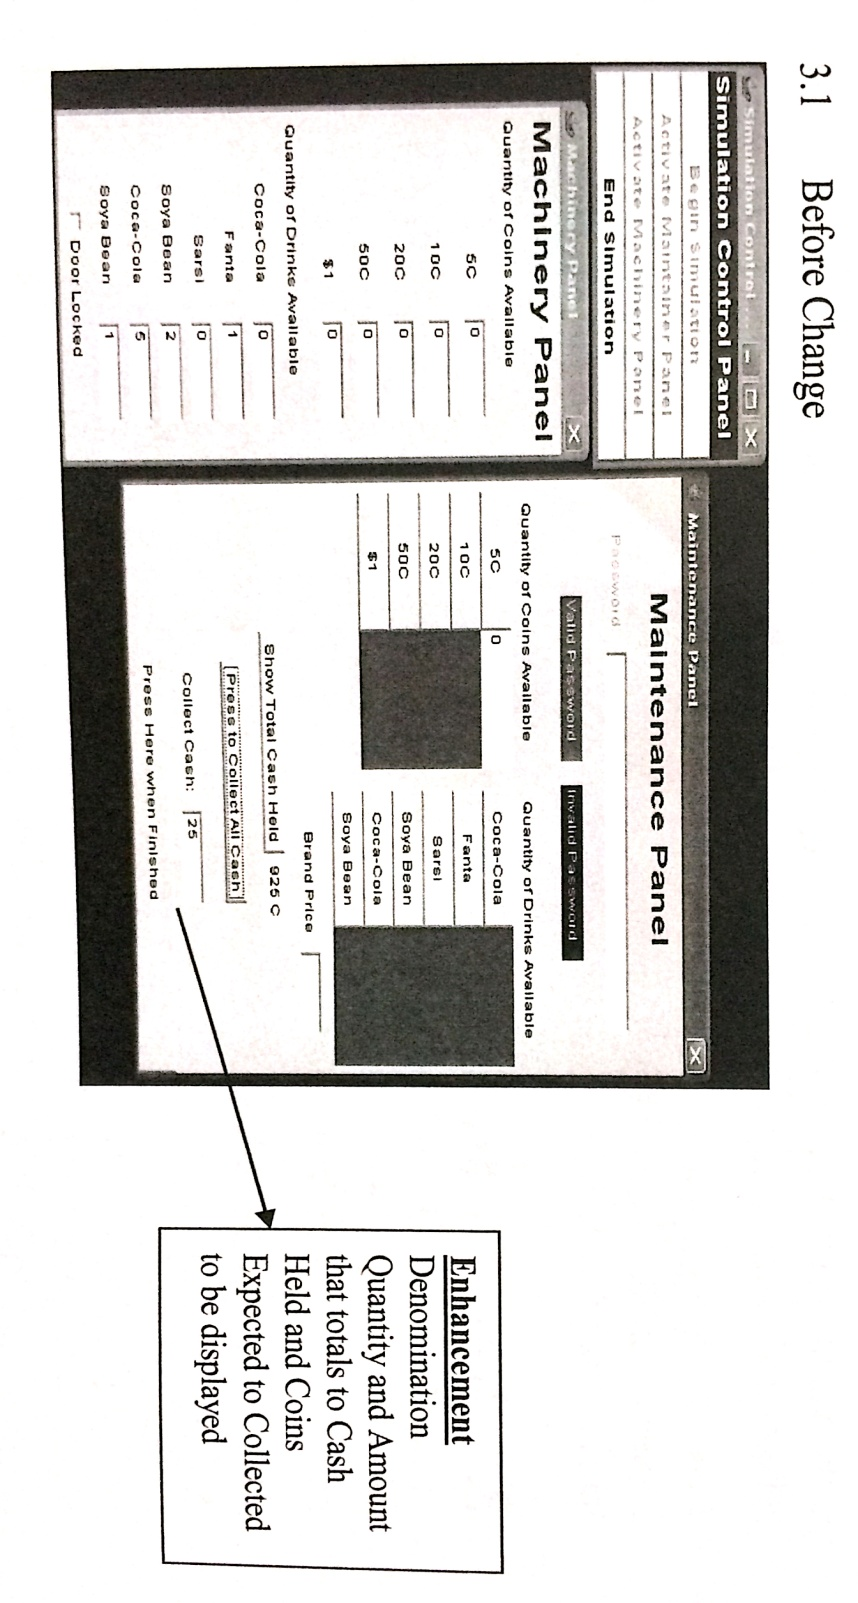 3.1 Before Change
Simulation Control ...
Simulation Control Panel
Begin Simulation
Activate Maintainer Panel
Activate Machinery Panel
End Simulation
Machinery Panel
Machinery Panel
Quantity of Coins Available
5C 0
10C 0
20C 0
50C 0
$1 0
Quantity of Drinks Available
Coca-Cola 0
Fanta 1
Sarsi 0
Soya Bean 2
Coca-Cola 5
Soya Bean 1
Door Locked
Maintenance Panel
Maintenance Panel
Password
Valid Password Invalid Password
Quantity of Coins Available
5C 0
10C
20C
50C
$1
Quantity of Drinks Available
Coca-Cola
Fanta
Sarsi
Soya Bean
Coca-Cola
Soya Bean
Brand Price
Show Total Cash Held 925 C
Press to Collect All Cash
Collect Cash: 25
Press Here when Finished
Enhancement
Denomination
Quantity and Amount
that totals to Cash
Held and Coins
Expected to Collected
to be displayed